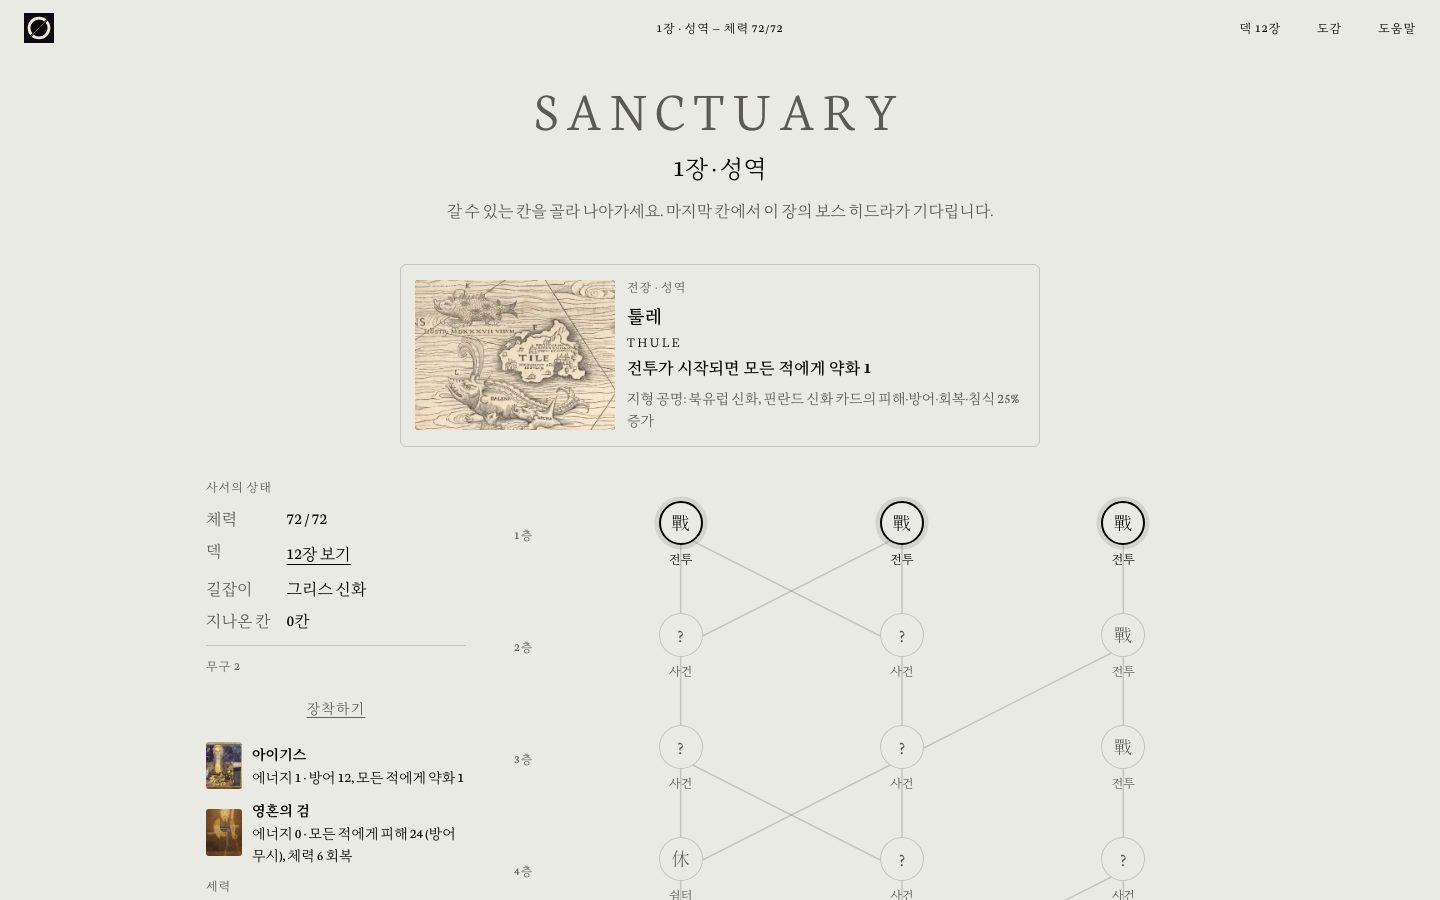 1장 · 성역 – 체력 72/72
덱 12장
도감
도움말
SANCTUARY
1장 · 성역
갈 수 있는 칸을 골라 나아가세요. 마지막 칸에서 이 장의 보스 히드라가 기다립니다.
TILE
전장 · 성역
툴레
THULE
전투가 시작되면 모든 적에게 약화 1
지형 공명: 북유럽 신화, 핀란드 신화 카드의 피해·방어·회복·침식 25%
증가
사서의 상태
체력 72 / 72
덱 12장 보기
길잡이 그리스 신화
지나온 칸 0칸
무구 2
장착하기
아이기스
에너지 1 · 방어 12, 모든 적에게 약화 1
영혼의 검
에너지 0 · 모든 적에게 피해 24 (방어
무시), 체력 6 회복
세력
1층
戰 戰 戰
전투 전투 전투
2층
? ? 戰
사건 사건 전투
3층
? ? 戰
사건 사건 전투
4층
休 ? ?
쉼터 사건 사건